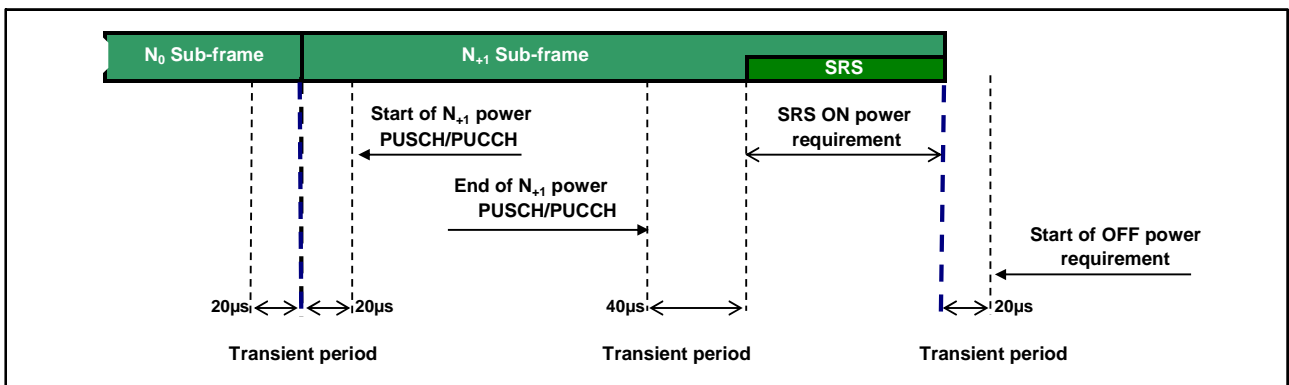 N₀ Sub-frame
N₊₁ Sub-frame
SRS
Start of N₊₁ power
PUSCH/PUCCH
SRS ON power
requirement
End of N₊₁ power
PUSCH/PUCCH
Start of OFF power
requirement
20µs
20µs
40µs
20µs
Transient period
Transient period
Transient period